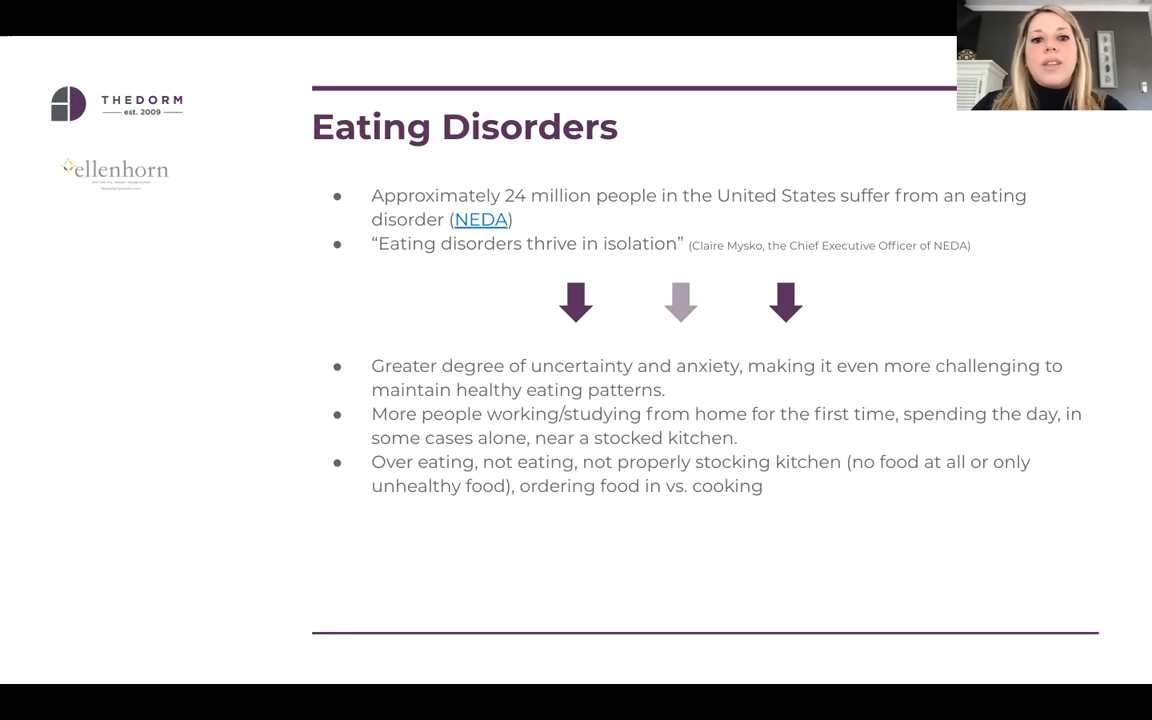 THEDORM
est. 2009
ellenhorn
Eating Disorders
● Approximately 24 million people in the United States suffer from an eating
disorder (NEDA)
● “Eating disorders thrive in isolation” (Claire Mysko, the Chief Executive Officer of NEDA)
● Greater degree of uncertainty and anxiety, making it even more challenging to
maintain healthy eating patterns.
● More people working/studying from home for the first time, spending the day, in
some cases alone, near a stocked kitchen.
● Over eating, not eating, not properly stocking kitchen (no food at all or only
unhealthy food), ordering food in vs. cooking